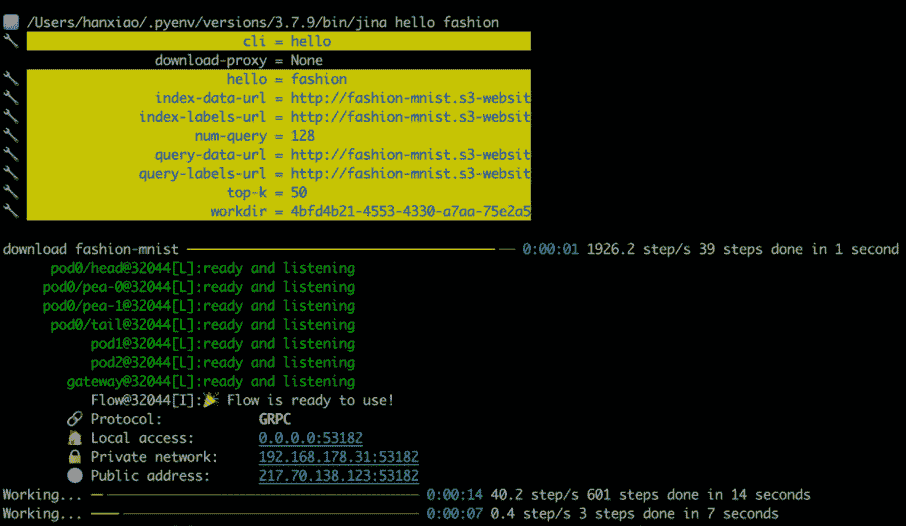 /Users/hanxiao/.pyenv/versions/3.7.9/bin/jina hello fashion
cli = hello
download-proxy = None
hello = fashion
index-data-url = http://fashion-mnist.s3-websit
index-labels-url = http://fashion-mnist.s3-websit
num-query = 128
query-data-url = http://fashion-mnist.s3-websit
query-labels-url = http://fashion-mnist.s3-websit
top-k = 50
workdir = 4bfd4b21-4553-4330-a7aa-75e2a5
download fashion-mnist 0:00:01 1926.2 step/s 39 steps done in 1 second
pod0/head@32044[L]:ready and listening
pod0/pea-0@32044[L]:ready and listening
pod0/pea-1@32044[L]:ready and listening
pod0/tail@32044[L]:ready and listening
pod1@32044[L]:ready and listening
pod2@32044[L]:ready and listening
gateway@32044[L]:ready and listening
Flow@32044[I]:🎉 Flow is ready to use!
🔗 Protocol: GRPC
🏠 Local access: 0.0.0.0:53182
🔒 Private network: 192.168.178.31:53182
Public address: 217.70.138.123:53182
Working... 0:00:14 40.2 step/s 601 steps done in 14 seconds
Working... 0:00:07 0.4 step/s 3 steps done in 7 seconds